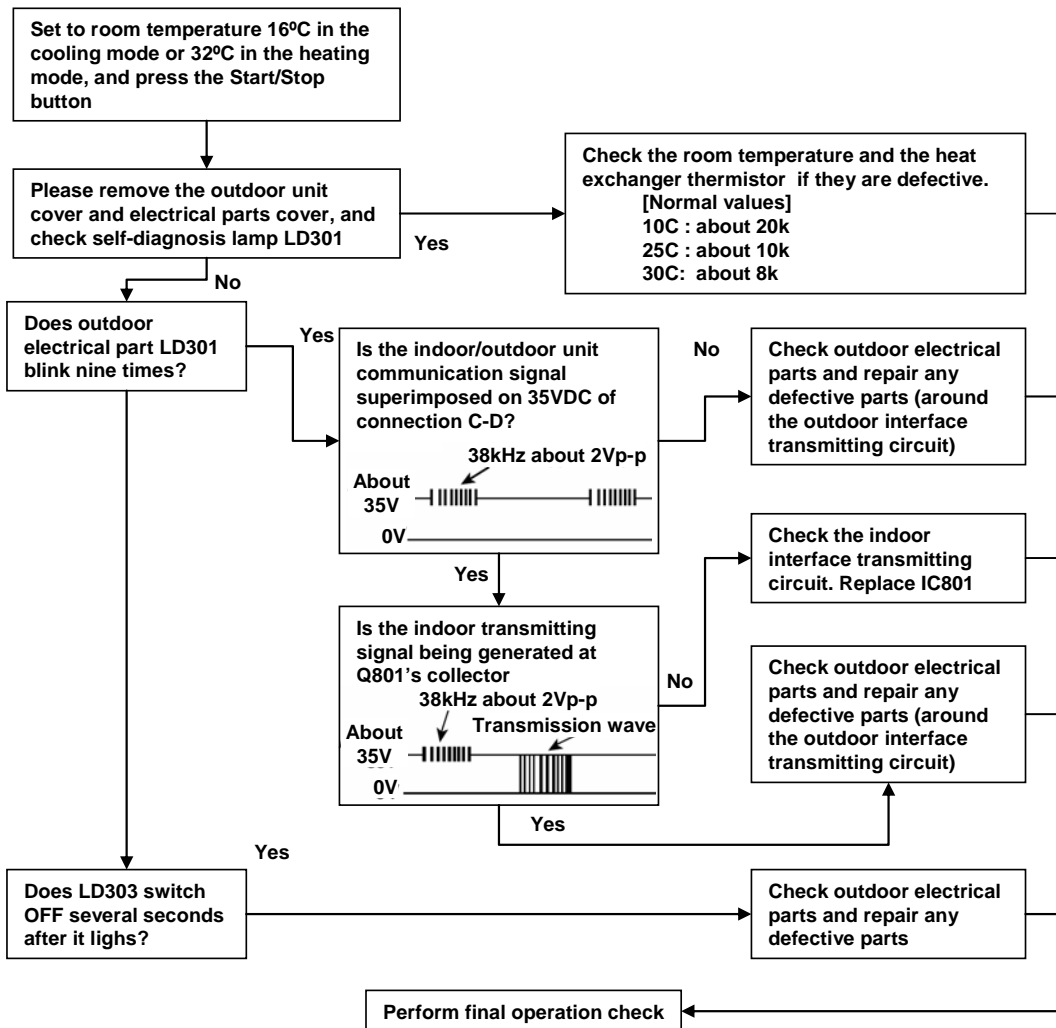 Set to room temperature 16ºC in the
cooling mode or 32ºC in the heating
mode, and press the Start/Stop
button
Please remove the outdoor unit
cover and electrical parts cover, and
check self-diagnosis lamp LD301
Yes
Check the room temperature and the heat
exchanger thermistor if they are defective.
[Normal values]
10C : about 20k
25C : about 10k
30C: about 8k
No
Does outdoor
electrical part LD301
blink nine times?
Yes
Is the indoor/outdoor unit
communication signal
superimposed on 35VDC of
connection C-D?
38kHz about 2Vp-p
About
35V
0V
No
Check outdoor electrical
parts and repair any
defective parts (around
the outdoor interface
transmitting circuit)
Yes
Check the indoor
interface transmitting
circuit. Replace IC801
Is the indoor transmitting
signal being generated at
Q801's collector
38kHz about 2Vp-p
Transmission wave
About
35V
0V
No
Check outdoor electrical
parts and repair any
defective parts (around
the outdoor interface
transmitting circuit)
Yes
Yes
Does LD303 switch
OFF several seconds
after it lighs?
Check outdoor electrical
parts and repair any
defective parts
Perform final operation check